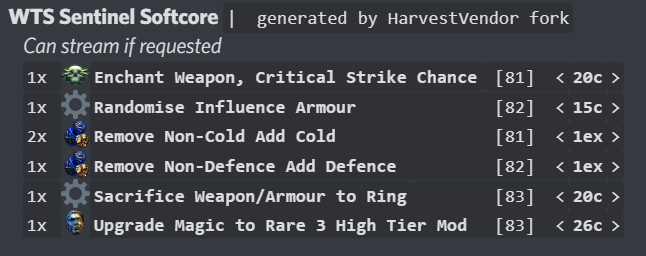 WTS Sentinel Softcore | generated by HarvestVendor fork
Can stream if requested
1x Enchant Weapon, Critical Strike Chance [81] < 20c >
1x Randomise Influence Armour [82] < 15c >
2x Remove Non-Cold Add Cold [81] < 1ex >
1x Remove Non-Defence Add Defence [82] < 1ex >
1x Sacrifice Weapon/Armour to Ring [83] < 20c >
1x Upgrade Magic to Rare 3 High Tier Mod [83] < 26c >